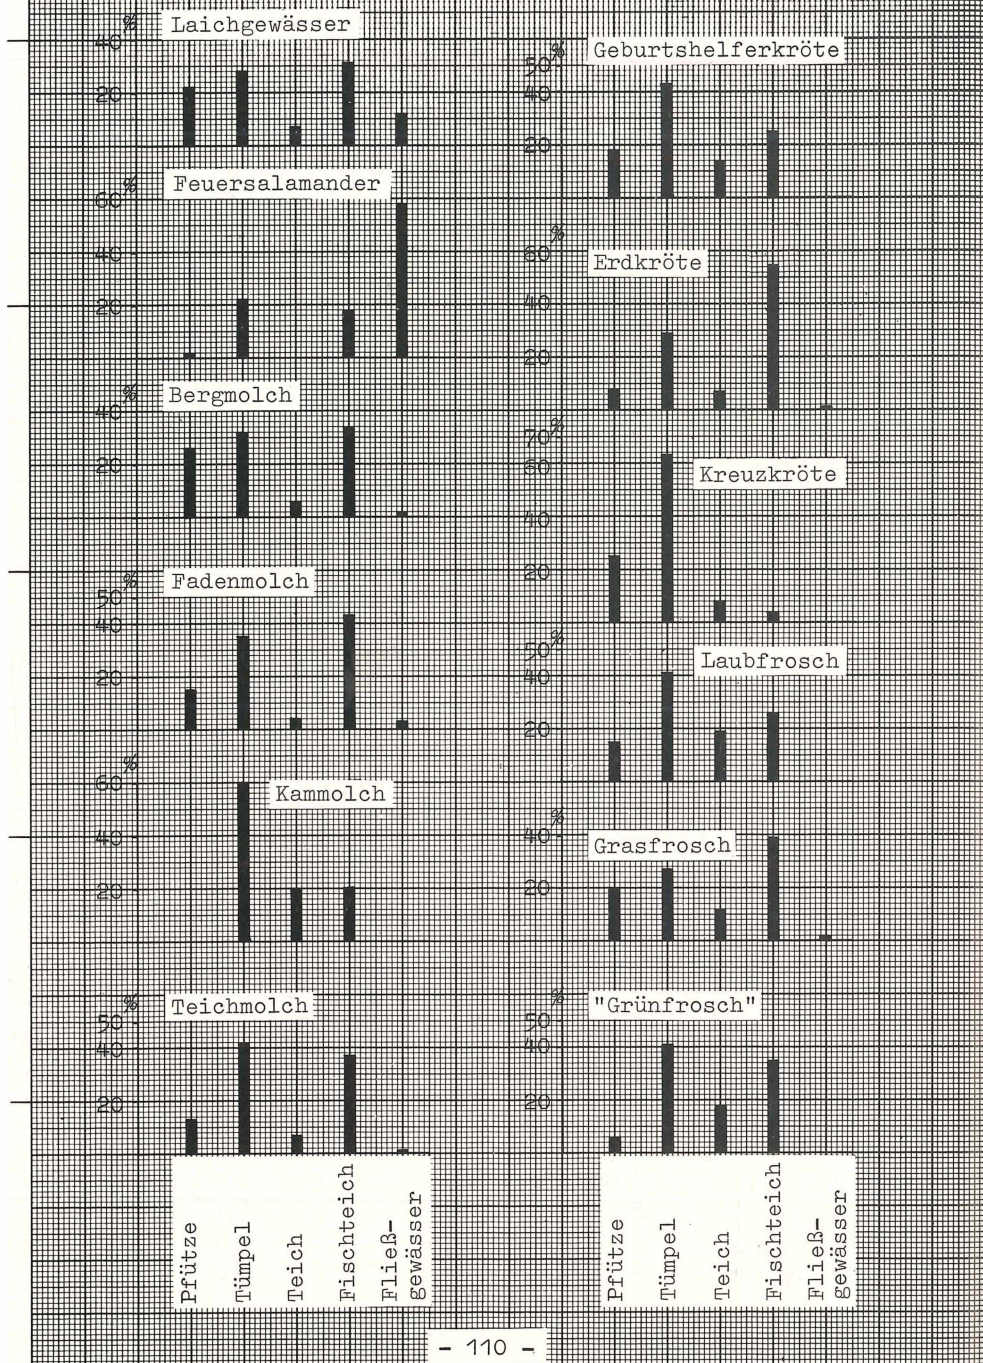 %
Laichgewässer
40
20
%
Feuersalamander
60
40
20
%
Bergmolch
40
20
%
Fadenmolch
50
40
20
%
60
Kammolch
40
20
%
Teichmolch
50
40
20
Pfütze
Tümpel
Teich
Fischteich
Fließ-
gewässer
%
Geburtshelferkröte
50
40
20
%
60
Erdkröte
40
20
%
70
60
Kreuzkröte
40
20
%
50
Laubfrosch
40
20
%
40
Grasfrosch
20
%
"Grünfrosch"
50
40
20
Pfütze
Tümpel
Teich
Fischteich
Fließ-
gewässer
- 110 -